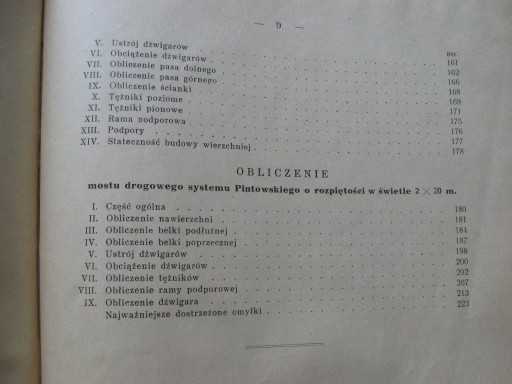 — 9 —
str.
V. Ustrój dźwigarów 161
VI. Obciążenie dźwigarów 162
VII. Obliczenie pasa dolnego 166
VIII. Obliczenie pasa górnego 168
IX. Obliczenie ścianki 169
X. Tężniki poziome 171
XI. Tężniki pionowe 175
XII. Rama nodporowa 176
XIII. Podpory 177
XIV. Stateczność budowy wierzchniej 178
OBLICZENIE
mostu drogowego systemu Pintowskiego o rozpiętości w świetle 2 × 20 m.
I. Część ogólna 180
II. Obliczenie nawierzchni 181
III. Obliczenie belki podłużnej 184
IV. Obliczenie belki poprzecznej 187
V. Ustrój dźwigarów 198
VI. Obciążenie dźwigarów 200
VII. Obliczenie tężników 202
VIII. Obliczenie ramy podporowej 207
IX. Obliczenie dźwigara 213
Najważniejsze dostrzeżone omyłki 223